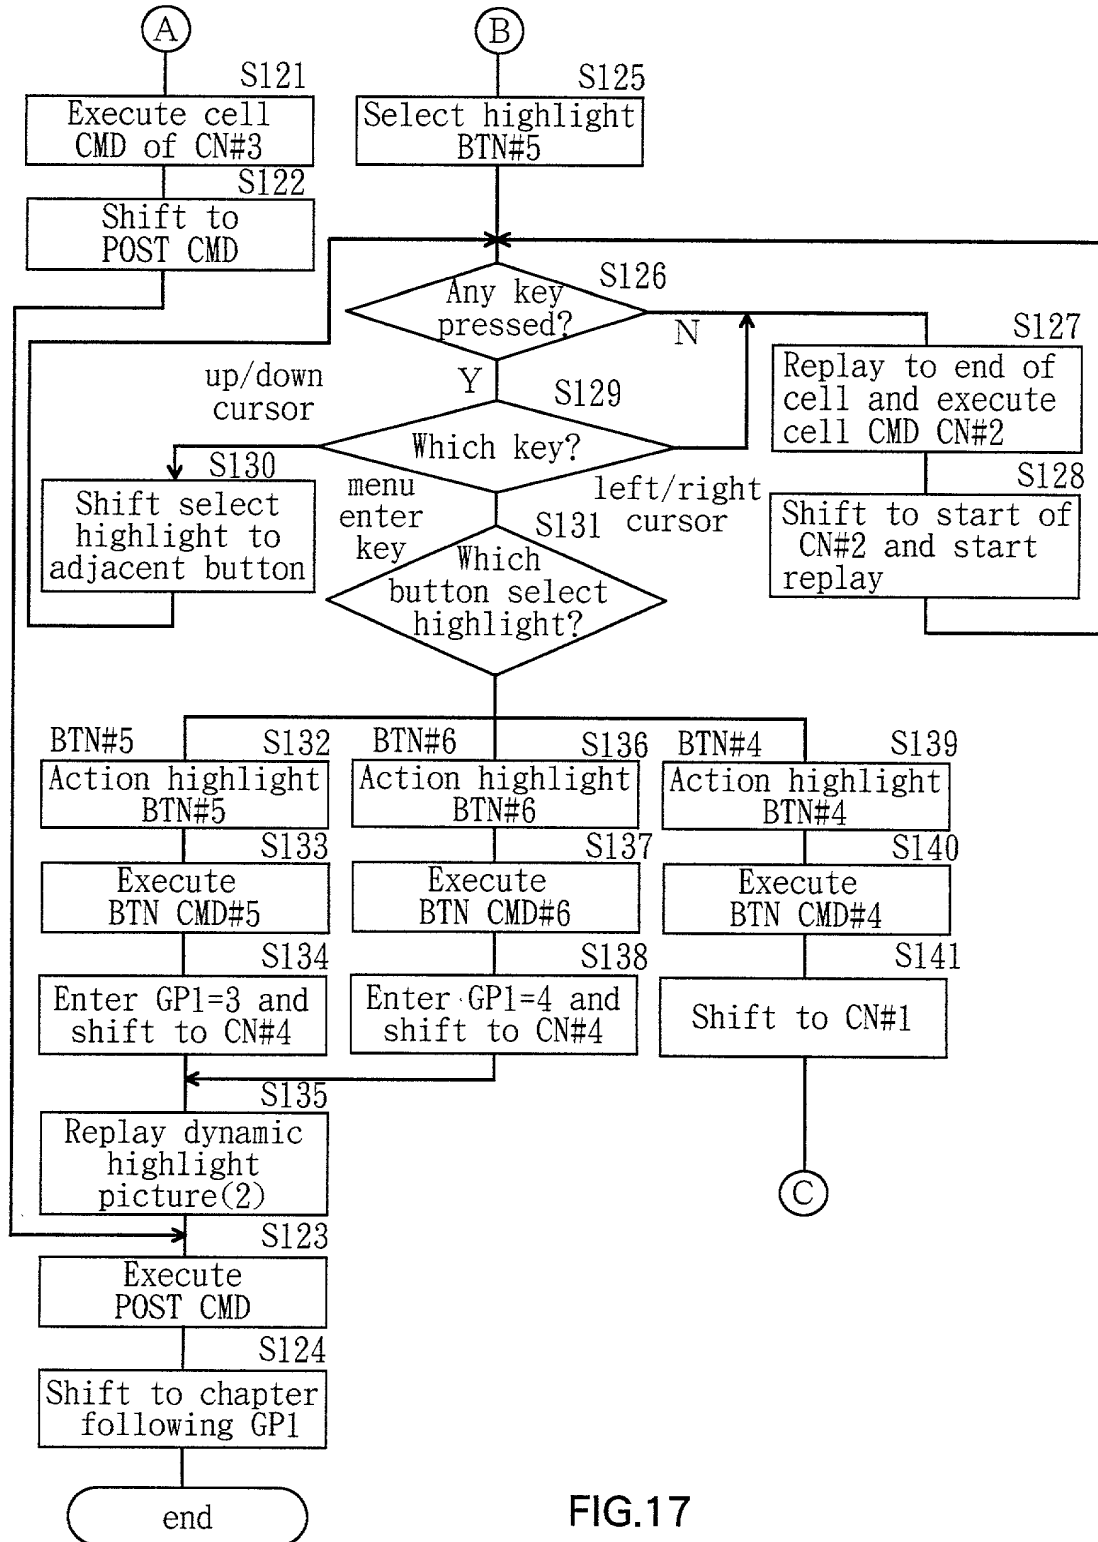 A
B
S121
Execute cell
CMD of CN#3
S125
Select highlight
BTN#5
S122
Shift to
POST CMD
S126
Any key
pressed?
N
Y
S127
Replay to end of
cell and execute
cell CMD CN#2
up/down
cursor
S129
Which key?
S130
Shift select
highlight to
adjacent button
menu
enter
key
left/right
cursor
S128
Shift to start of
CN#2 and start
replay
S131
Which
button select
highlight?
BTN#5
S132
Action highlight
BTN#5
BTN#6
S136
Action highlight
BTN#6
BTN#4
S139
Action highlight
BTN#4
S133
Execute
BTN CMD#5
S137
Execute
BTN CMD#6
S140
Execute
BTN CMD#4
S134
Enter GP1=3 and
shift to CN#4
S138
Enter GP1=4 and
shift to CN#4
S141
Shift to CN#1
S135
Replay dynamic
highlight
picture(2)
C
S123
Execute
POST CMD
S124
Shift to chapter
following GP1
end
FIG.17